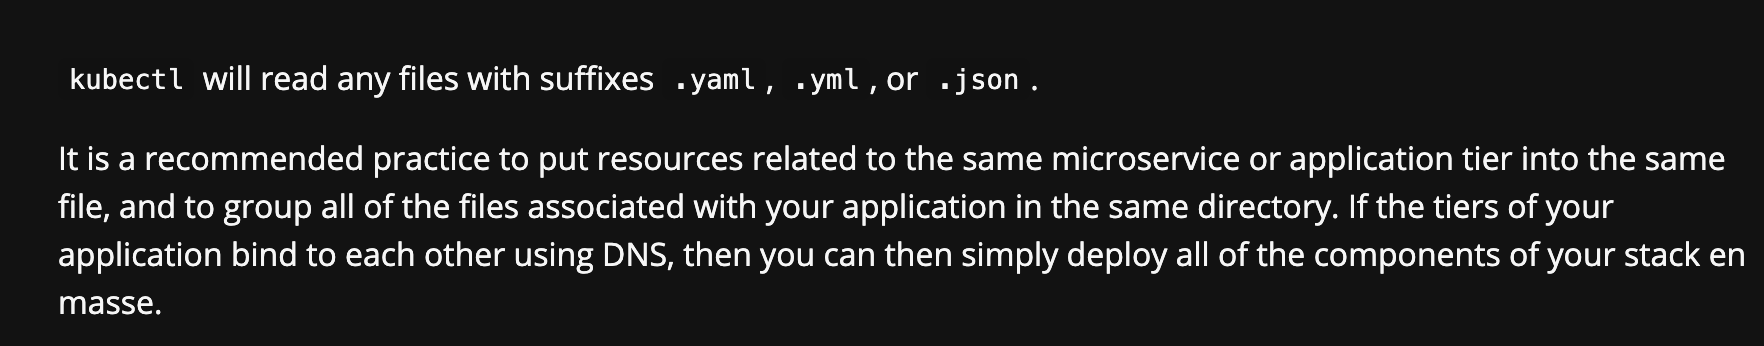 kubectl will read any files with suffixes .yaml, .yml, or .json.
It is a recommended practice to put resources related to the same microservice or application tier into the same
file, and to group all of the files associated with your application in the same directory. If the tiers of your
application bind to each other using DNS, then you can then simply deploy all of the components of your stack en
masse.